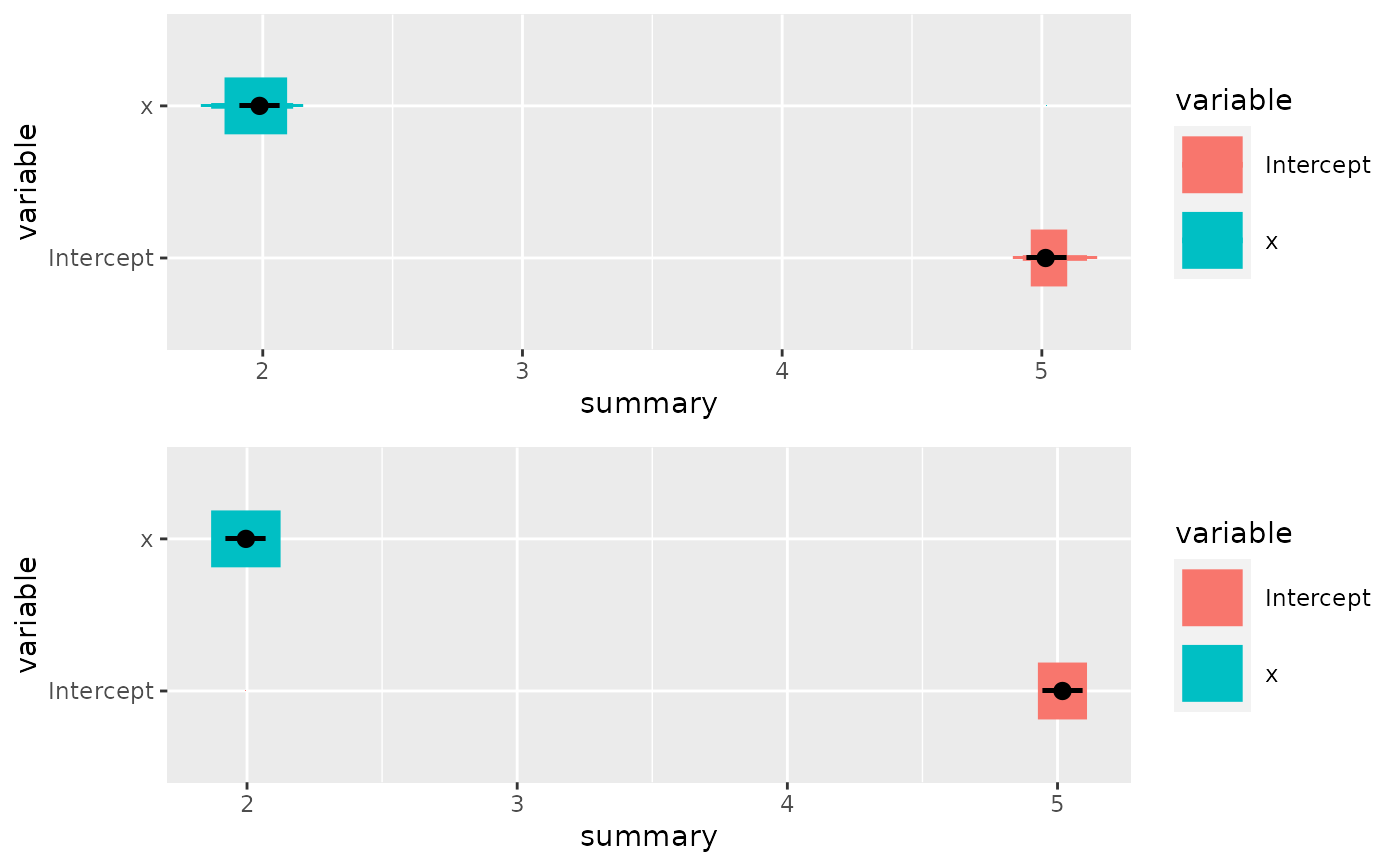 variable
x
Intercept
2 3 4 5
summary
variable
Intercept
x
variable
x
Intercept
2 3 4 5
summary
variable
Intercept
x